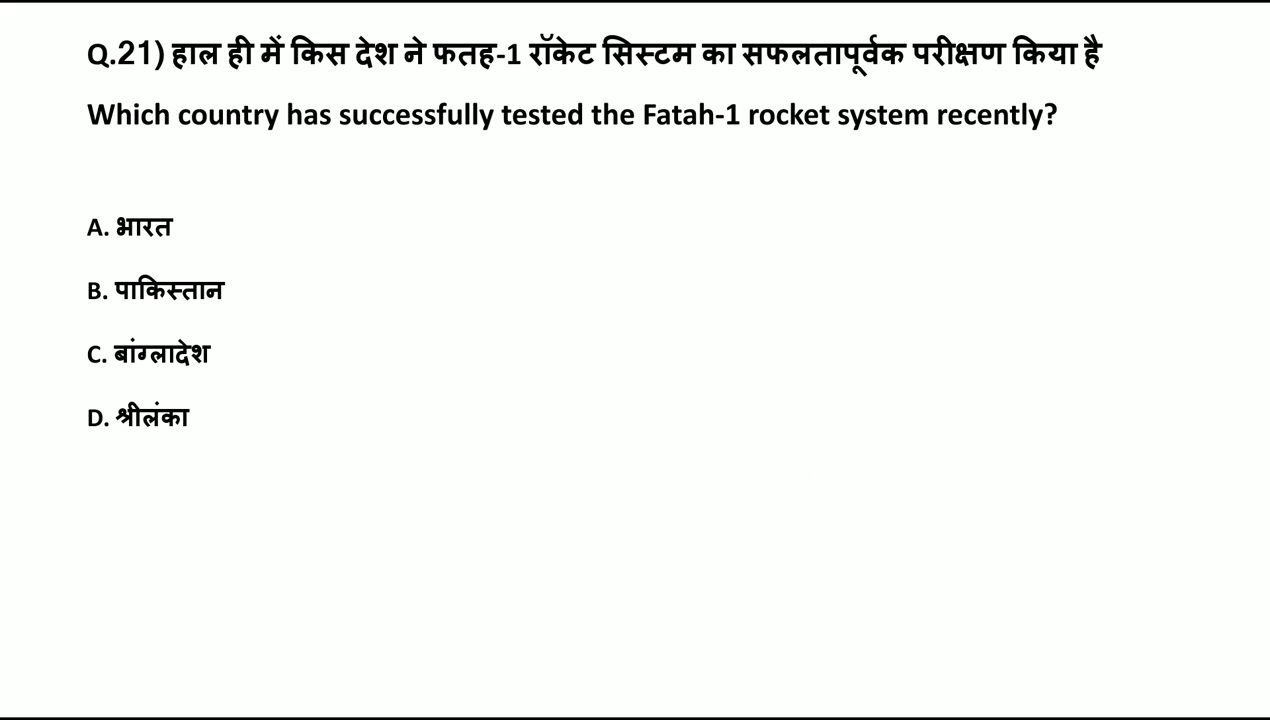 Q.21) हाल ही में किस देश ने फतह-1 रॉकेट सिस्टम का सफलतापूर्वक परीक्षण किया है
Which country has successfully tested the Fatah-1 rocket system recently?
A. भारत
B. पाकिस्तान
C. बांग्लादेश
D. श्रीलंका